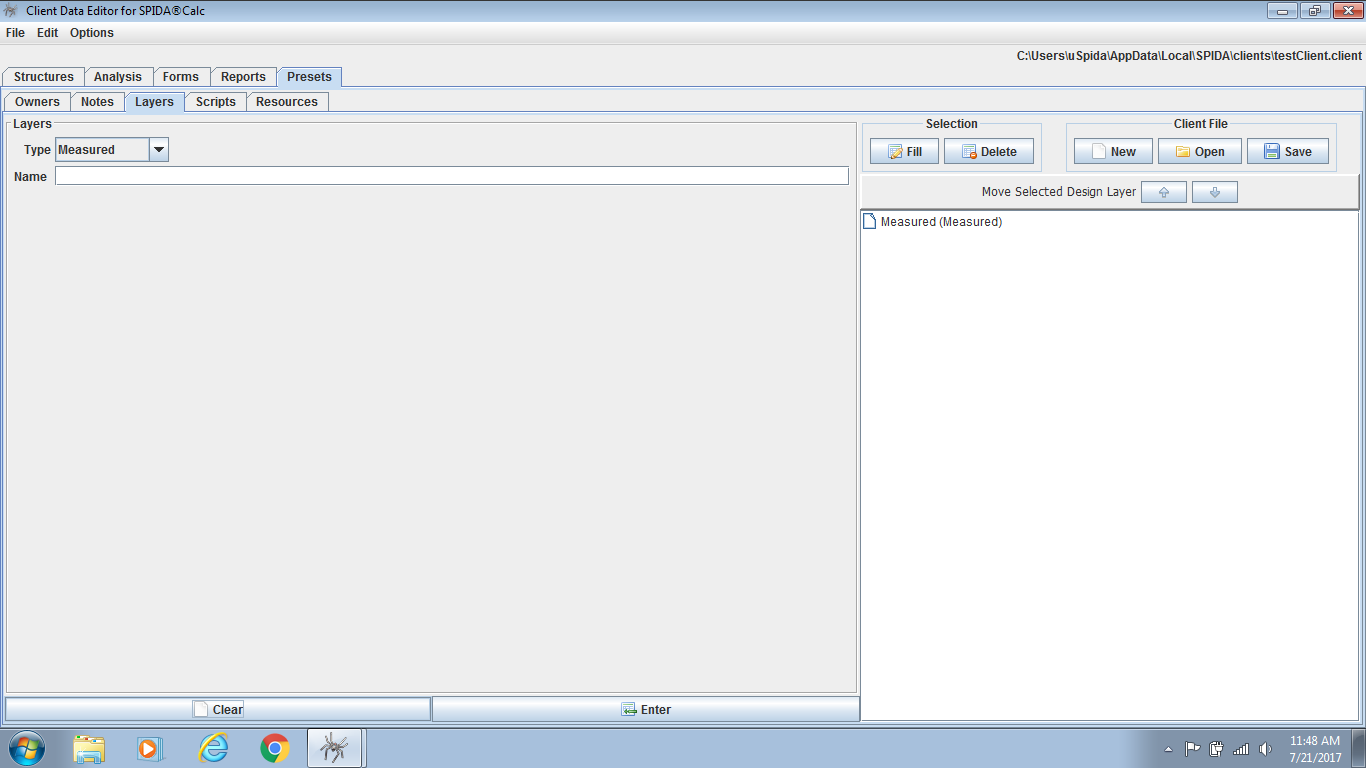 Client Data Editor for SPIDA®Calc
File Edit Options
C:\Users\uSpida\AppData\Local\SPIDA\clients\testClient.client
Structures Analysis Forms Reports Presets
Owners Notes Layers Scripts Resources
Layers
Type Measured
Name
Selection
Fill Delete
Client File
New Open Save
Move Selected Design Layer
Measured (Measured)
Clear Enter
11:48 AM
7/21/2017